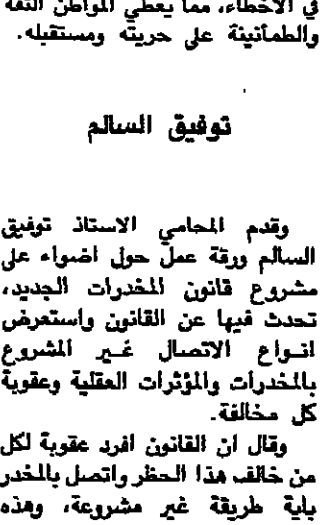 في الأخطاء، مما يعطي المواطن الثقة
والطمأنينة على حريته ومستقبله.
توفيق السالم
وقدم المحامي الاستاذ توفيق
السالم ورقة عمل حول اضواء على
مشروع قانون المخدرات الجديد،
تحدث فيها عن القانون واستعرض
انواع الاتصال غير المشروع
بالمخدرات والمؤثرات العقلية وعقوبة
كل مخالفة.
وقال ان القانون افرد عقوبة لكل
من خالف هذا الحظر واتصل بالمخدر
باية طريقة غير مشروعة، وهذه